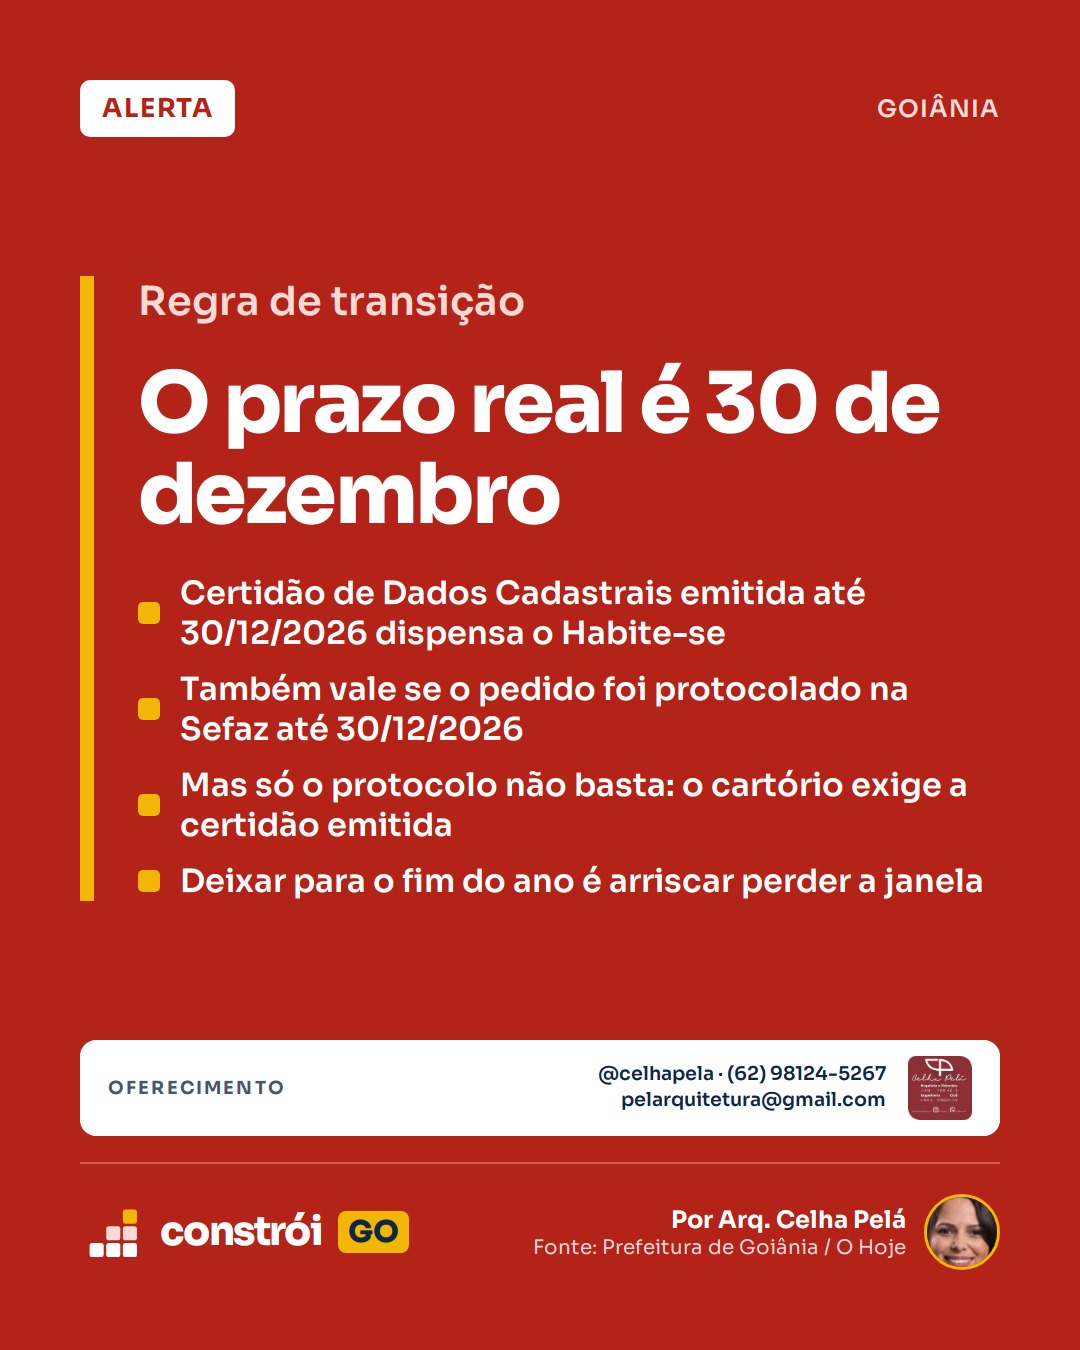 ALERTA
GOIÂNIA
Regra de transição
O prazo real é 30 de
dezembro
Certidão de Dados Cadastrais emitida até
30/12/2026 dispensa o Habite-se
Também vale se o pedido foi protocolado na
Sefaz até 30/12/2026
Mas só o protocolo não basta: o cartório exige a
certidão emitida
Deixar para o fim do ano é arriscar perder a janela
OFERECIMENTO
@celhapela · (62) 98124-5267
pelarquitetura@gmail.com
Celha Pelá
constrói GO
Por Arq. Celha Pelá
Fonte: Prefeitura de Goiânia / O Hoje